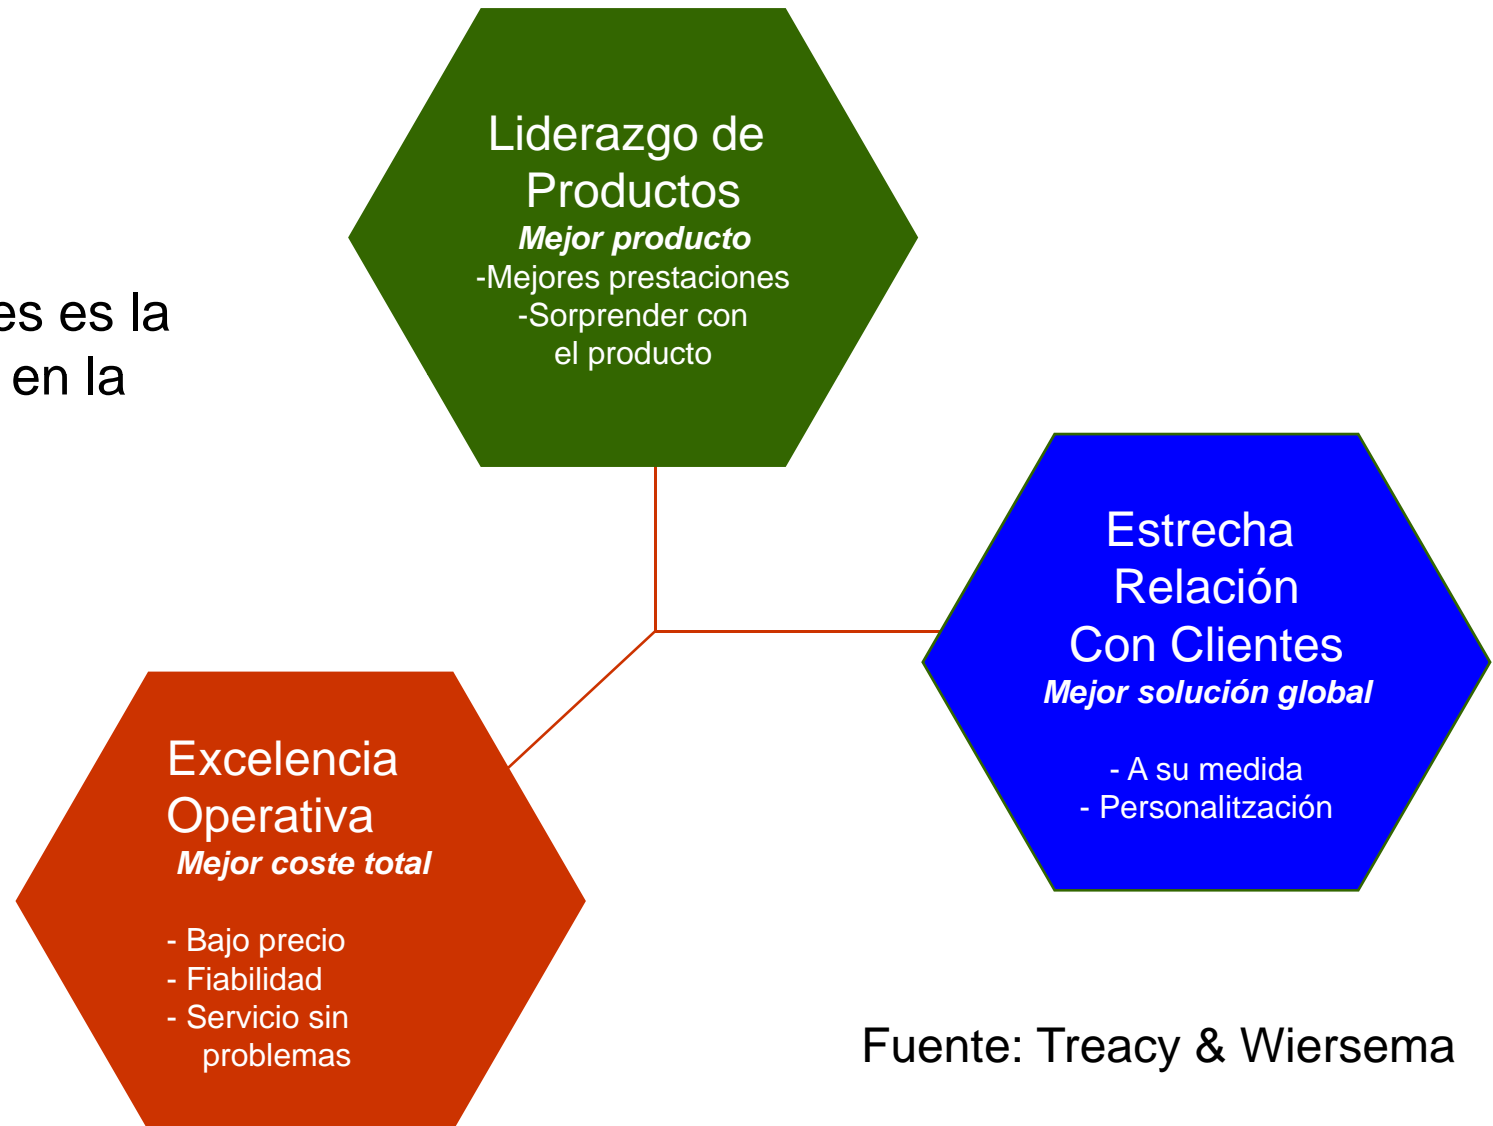 Liderazgo de
Productos
Mejor producto
-Mejores prestaciones
-Sorprender con
el producto
es es la
en la
Estrecha
Relación
Con Clientes
Mejor solución global
- A su medida
- Personalitzación
Excelencia
Operativa
Mejor coste total
- Bajo precio
- Fiabilidad
- Servicio sin
problemas
Fuente: Treacy & Wiersema